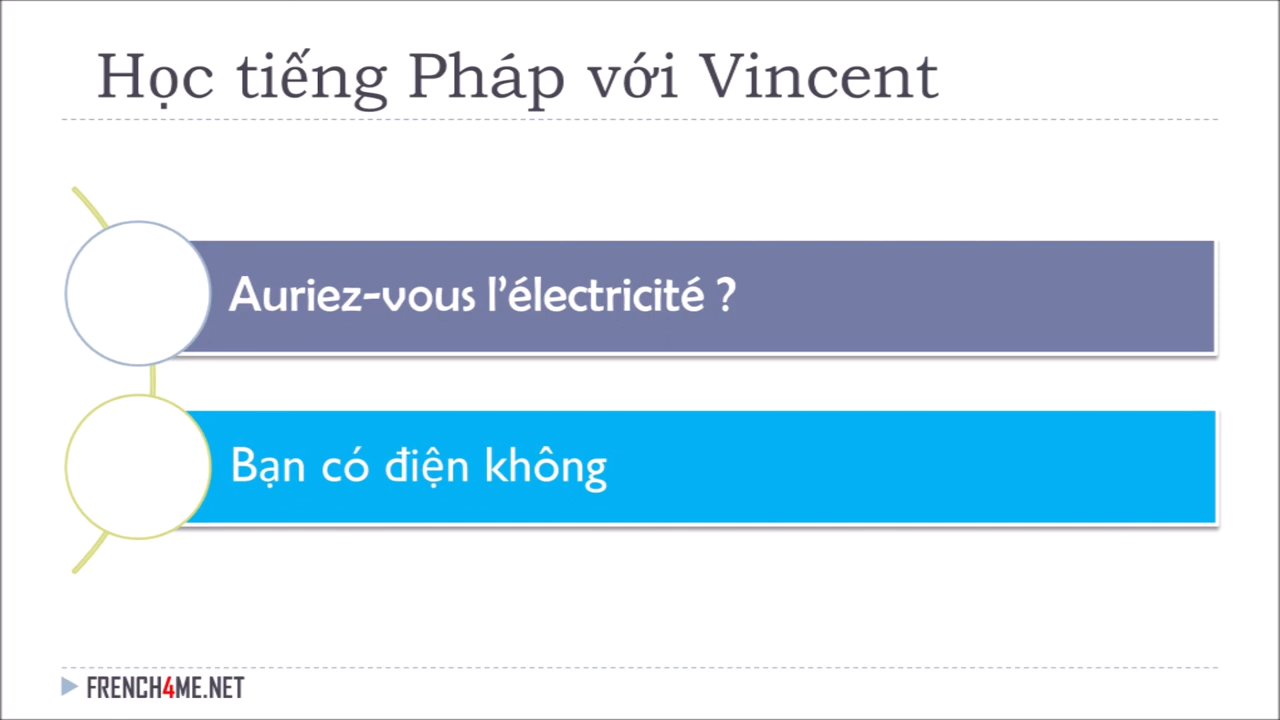 Học tiếng Pháp với Vincent
Auriez-vous l’électricité ?
Bạn có điện không
FRENCH4ME.NET